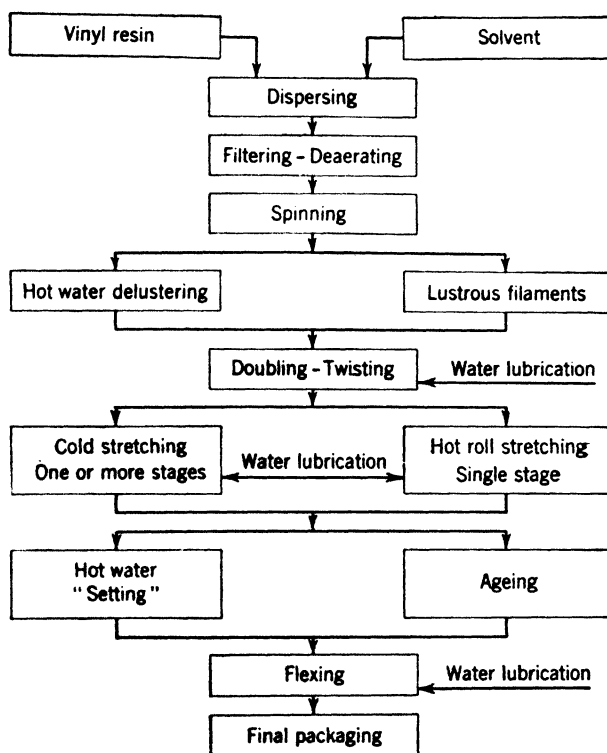 Vinyl resin
Solvent
Dispersing
Filtering - Deaerating
Spinning
Hot water delustering
Lustrous filaments
Doubling - Twisting
Water lubrication
Cold stretching
One or more stages
Water lubrication
Hot roll stretching
Single stage
Hot water
"Setting"
Ageing
Flexing
Water lubrication
Final packaging